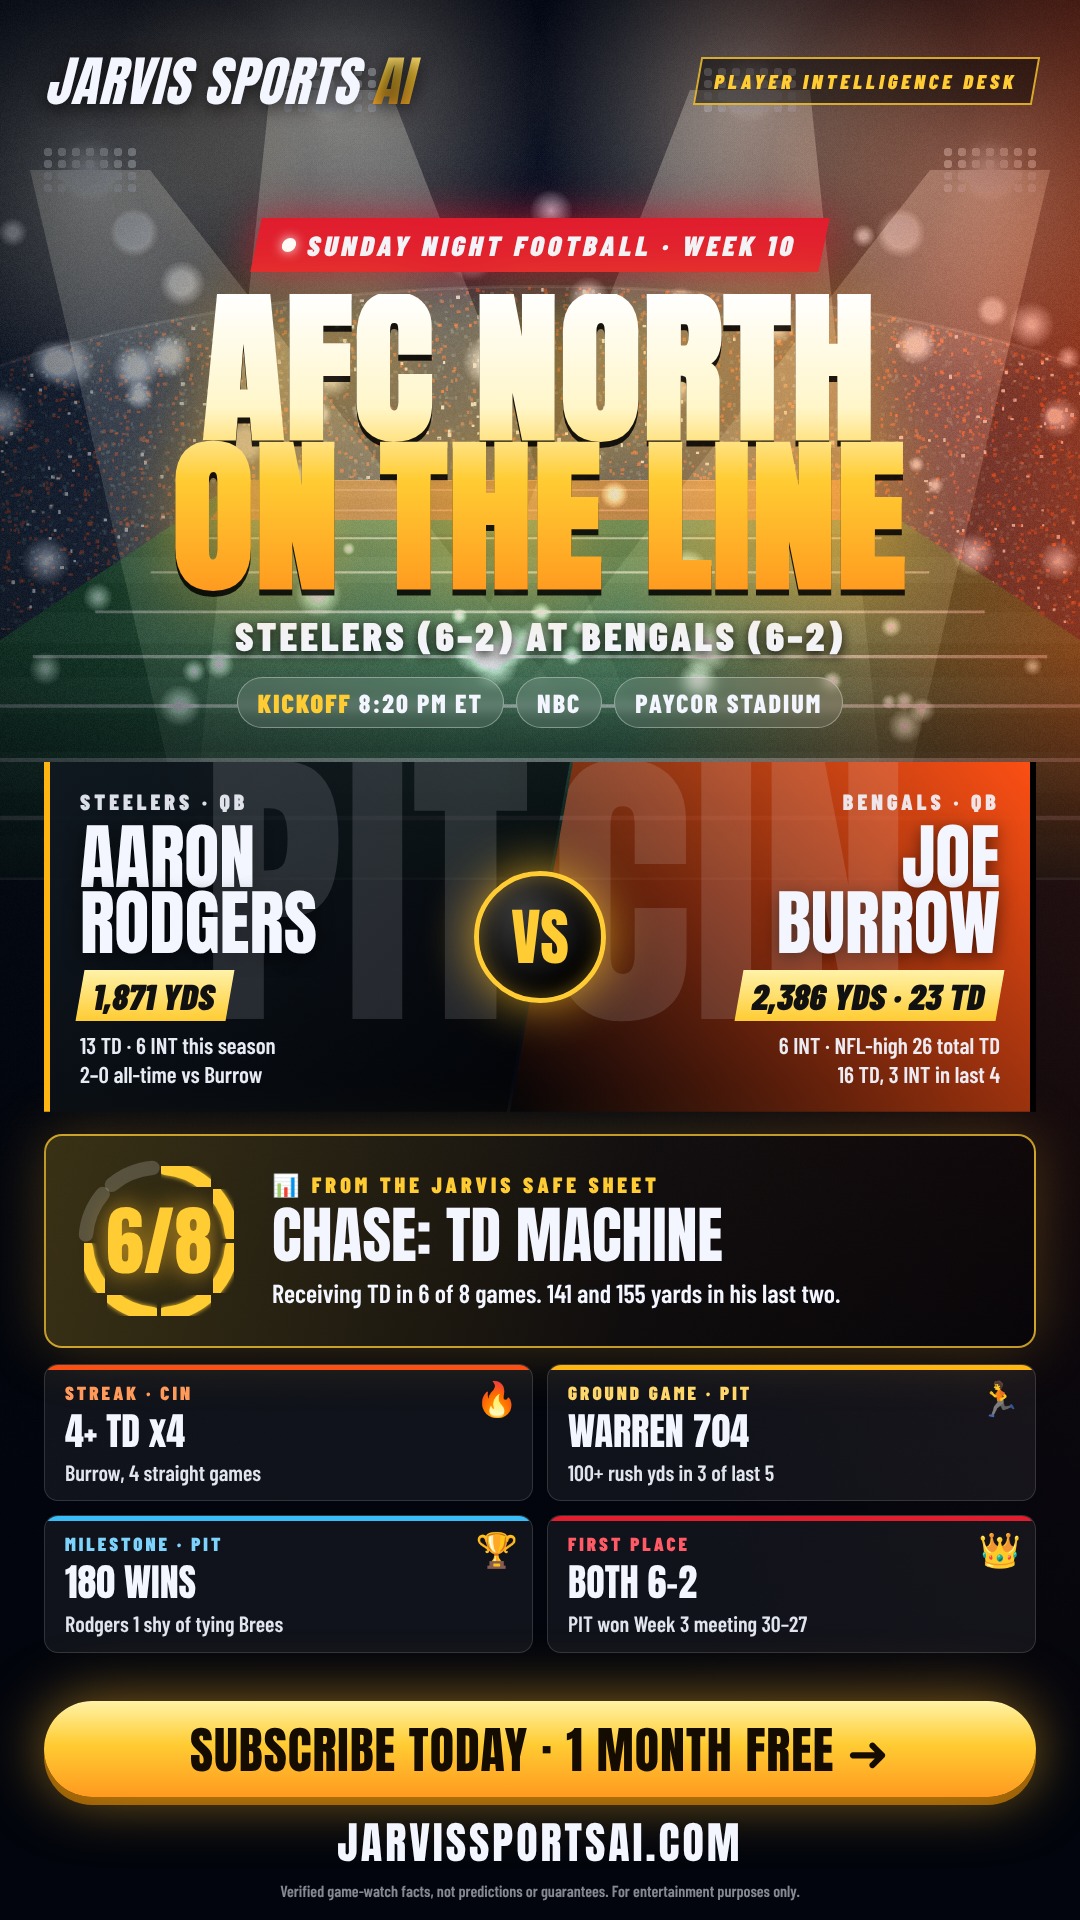 JARVIS SPORTS AI
PLAYER INTELLIGENCE DESK
SUNDAY NIGHT FOOTBALL · WEEK 10
AFC NORTH
ON THE LINE
STEELERS (6–2) AT BENGALS (6–2)
KICKOFF 8:20 PM ET
NBC
PAYCOR STADIUM
PIT
CIN
STEELERS · QB
AARON
RODGERS
1,871 YDS
13 TD · 6 INT this season
2–0 all-time vs Burrow
VS
BENGALS · QB
JOE
BURROW
2,386 YDS · 23 TD
6 INT · NFL-high 26 total TD
16 TD, 3 INT in last 4
6/8
📊 FROM THE JARVIS SAFE SHEET
CHASE: TD MACHINE
Receiving TD in 6 of 8 games. 141 and 155 yards in his last two.
STREAK · CIN
4+ TD x4
Burrow, 4 straight games
GROUND GAME · PIT
WARREN 704
100+ rush yds in 3 of last 5
MILESTONE · PIT
180 WINS
Rodgers 1 shy of tying Brees
FIRST PLACE
BOTH 6-2
PIT won Week 3 meeting 30–27
SUBSCRIBE TODAY · 1 MONTH FREE →
JARVISSPORTSAI.COM
Verified game-watch facts, not predictions or guarantees. For entertainment purposes only.